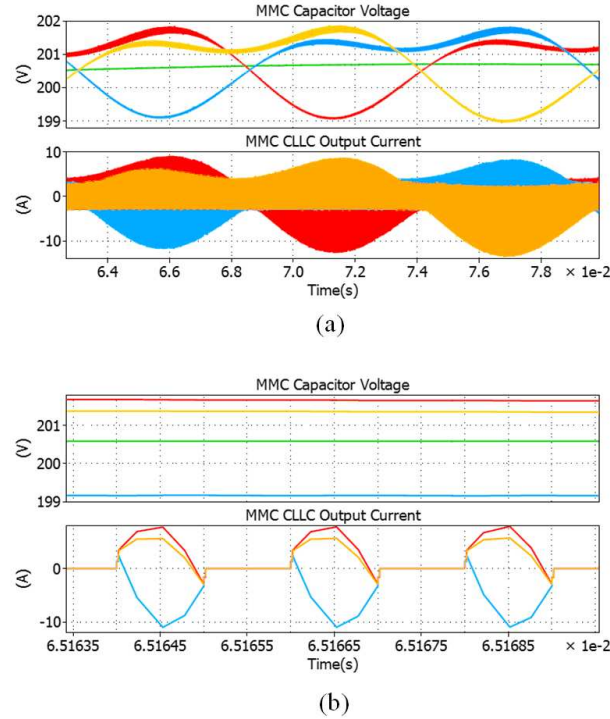 MMC Capacitor Voltage
202
201
200
199
(V)
MMC CLLC Output Current
10
0
-10
(A)
6.4 6.6 6.8 7.0 7.2 7.4 7.6 7.8 × 1e-2
Time(s)
(a)
MMC Capacitor Voltage
201
200
199
(V)
MMC CLLC Output Current
0
-10
(A)
6.51635 6.51645 6.51655 6.51665 6.51675 6.51685 × 1e-2
Time(s)
(b)